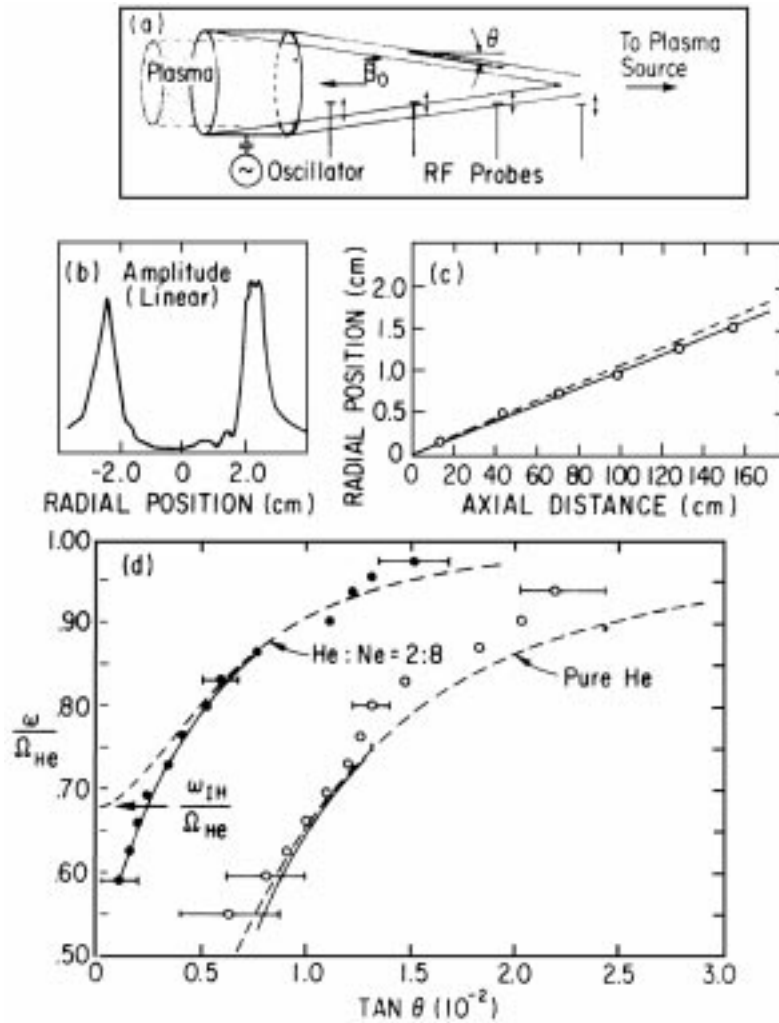 (a)
θ
To Plasma
Source
Plasma
B₀
~
Oscillator
RF Probes
(b)
Amplitude
(Linear)
-2.0 0 2.0
RADIAL POSITION (cm)
(c)
RADIAL POSITION (cm)
2.0
1.5
1.0
0.5
0
0 20 40 60 80 100 120 140 160
AXIAL DISTANCE (cm)
(d)
1.00
.90
.80
.70
.60
.50
Ω_He
He:Ne=2:8
Pure He
ω_IH
Ω_He
0 0.5 1.0 1.5 2.0 2.5 3.0
TAN θ (10⁻²)